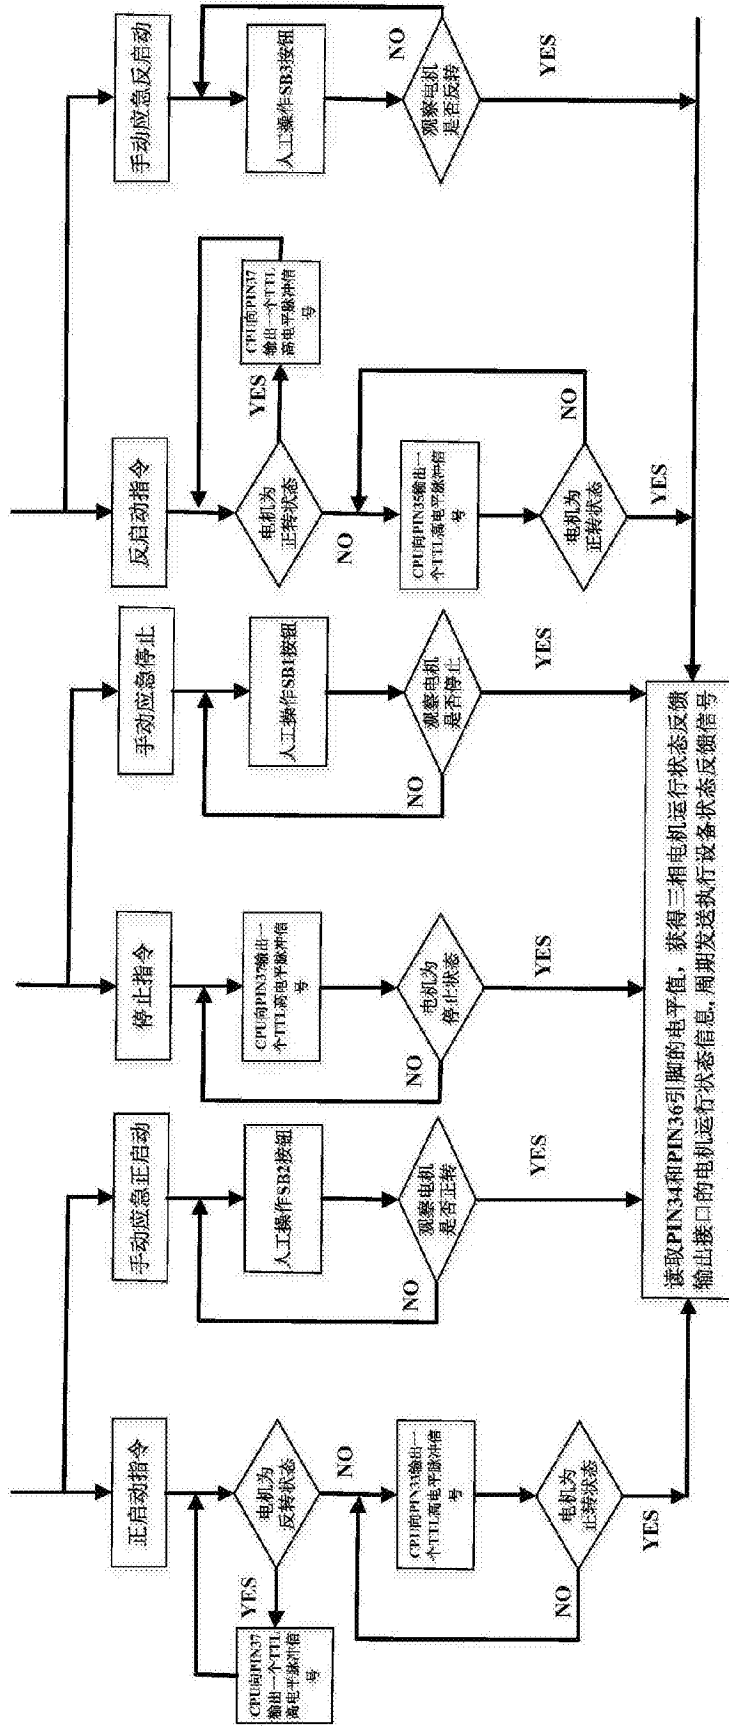 正启动指令
电机为
反转状态
YES
CPU向PIN37
输出一个TTL
高电平脉冲信
号
NO
CPU向PIN33输出一
个TTL高电平脉冲信
号
电机为
正转状态
NO
YES
手动应急正启动
人工操作SB2按钮
观察电机
是否正转
NO
YES
停止指令
CPU向PIN37输出一
个TTL高电平脉冲信
号
电机为
停止状态
NO
YES
手动应急停止
人工操作SB1按钮
观察电机
是否停止
NO
YES
反启动指令
电机为
正转状态
YES
CPU向PIN37
输出一个TTL
高电平脉冲信
号
NO
CPU向PIN35输出一
个TTL高电平脉冲信
号
电机为
正转状态
NO
YES
手动应急反启动
人工操作SB3按钮
观察电机
是否反转
NO
YES
读取PIN34和PIN36引脚的电平值，获得三相电机运行状态反馈
输出接口的电机运行状态信息，周期发送执行设备状态反馈信号